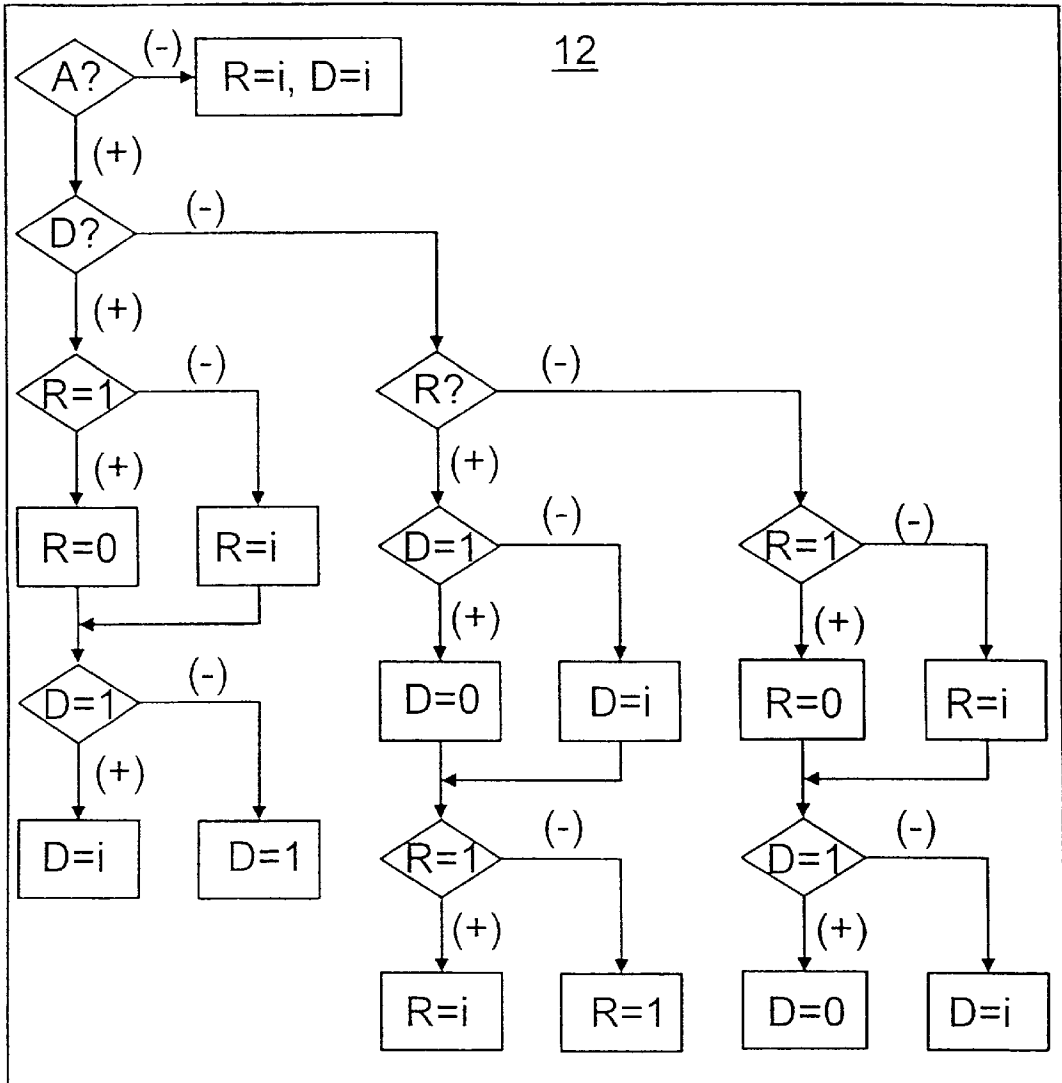 12
A?
(-)
R=i, D=i
(+)
D?
(-)
(+)
R=1
(-)
R?
(-)
(+)
(+)
R=0
R=i
D=1
(-)
R=1
(-)
(+)
(+)
D=1
(-)
D=0
D=i
R=0
R=i
(+)
D=i
D=1
R=1
(-)
D=1
(-)
(+)
(+)
R=i
R=1
D=0
D=i